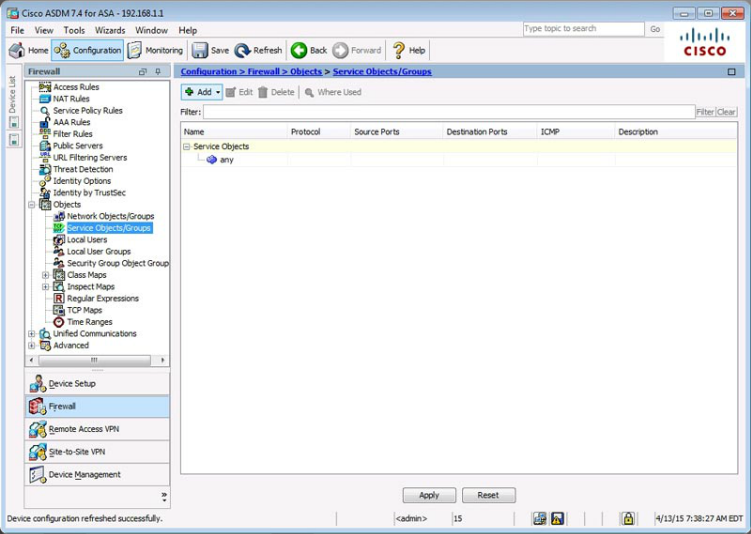 Cisco ASDM 7.4 for ASA - 192.168.1.1
File View Tools Wizards Window Help
Type topic to search Go
Home Configuration Monitoring Save Refresh Back Forward Help
CISCO
Device List
Firewall
Access Rules
NAT Rules
Service Policy Rules
AAA Rules
Filter Rules
Public Servers
URL Filtering Servers
Threat Detection
Identity Options
Identity by TrustSec
Objects
Network Objects/Groups
Service Objects/Groups
Local Users
Local User Groups
Security Group Object Group
Class Maps
Inspect Maps
Regular Expressions
TCP Maps
Time Ranges
Unified Communications
Advanced
Device Setup
Firewall
Remote Access VPN
Site-to-Site VPN
Device Management
Configuration > Firewall > Objects > Service Objects/Groups
Add Edit Delete Where Used
Filter: Filter Clear
Name Protocol Source Ports Destination Ports ICMP Description
Service Objects
any
Apply Reset
Device configuration refreshed successfully. <admin> 15 4/13/15 7:38:27 AM EDT